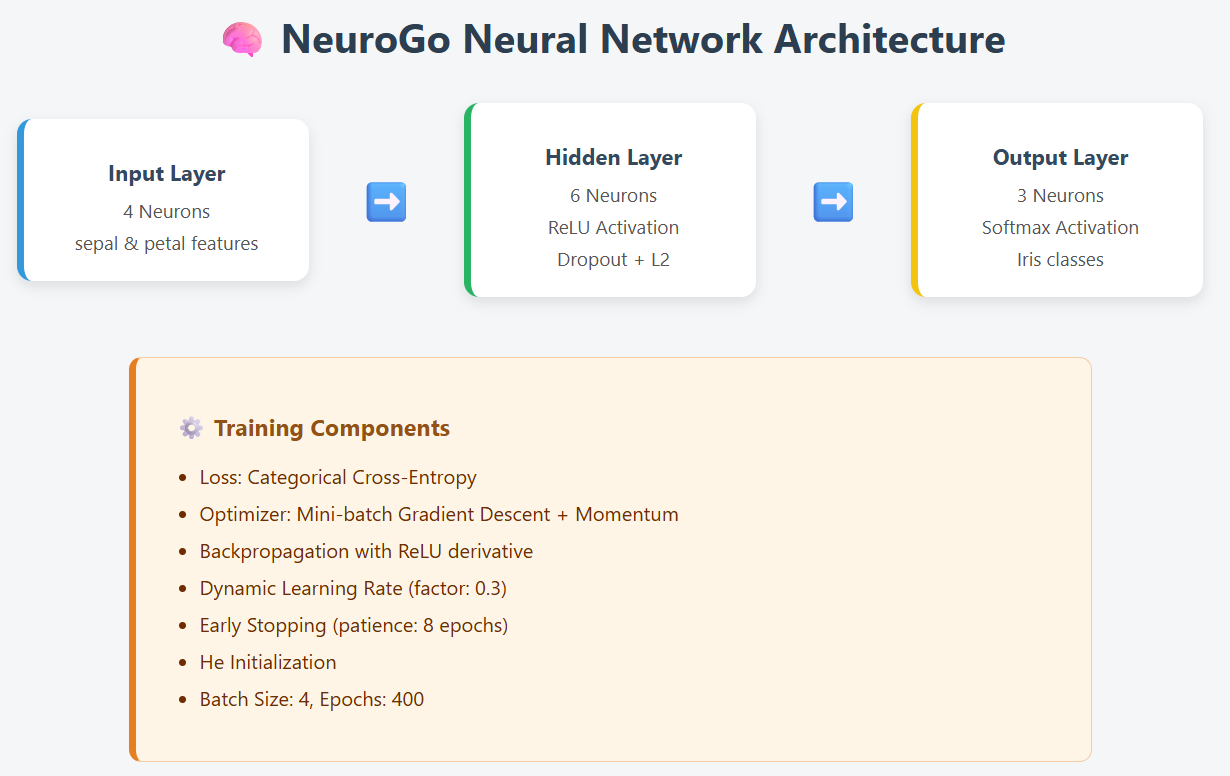 NeuroGo Neural Network Architecture
Input Layer
4 Neurons
sepal & petal features
Hidden Layer
6 Neurons
ReLU Activation
Dropout + L2
Output Layer
3 Neurons
Softmax Activation
Iris classes
Training Components
Loss: Categorical Cross-Entropy
Optimizer: Mini-batch Gradient Descent + Momentum
Backpropagation with ReLU derivative
Dynamic Learning Rate (factor: 0.3)
Early Stopping (patience: 8 epochs)
He Initialization
Batch Size: 4, Epochs: 400